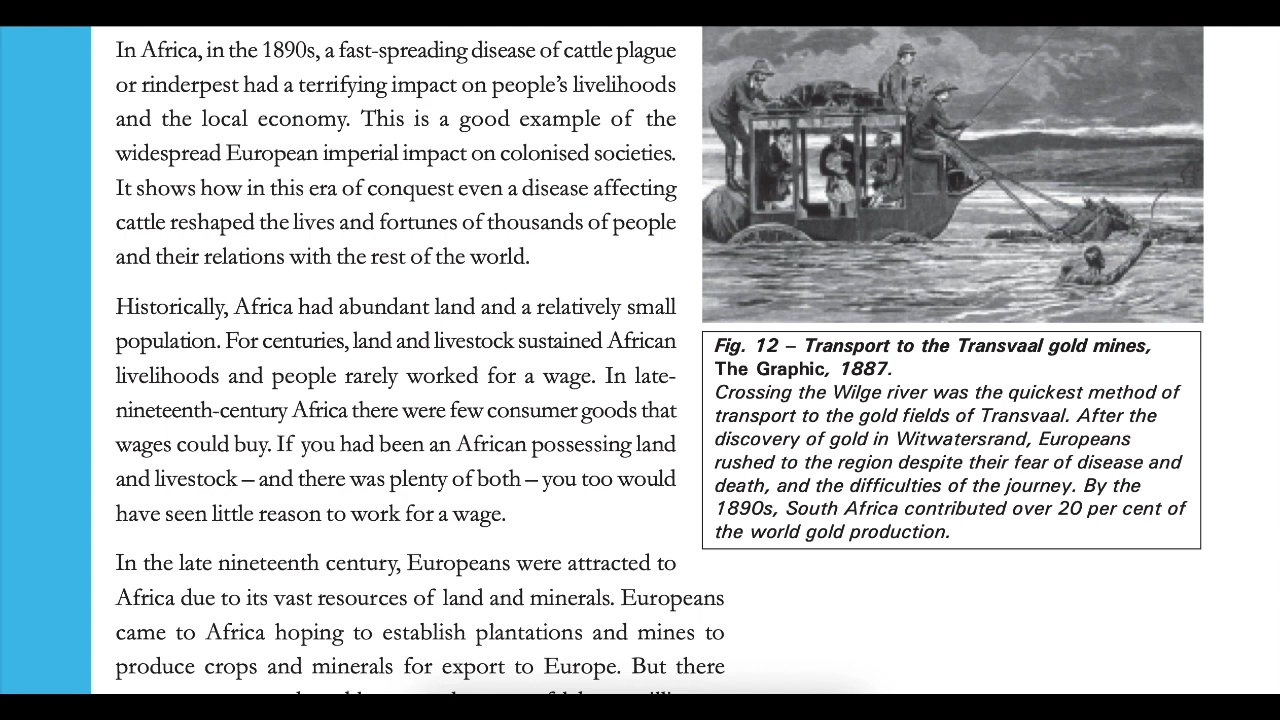 In Africa, in the 1890s, a fast-spreading disease of cattle plague
or rinderpest had a terrifying impact on people's livelihoods
and the local economy. This is a good example of the
widespread European imperial impact on colonised societies.
It shows how in this era of conquest even a disease affecting
cattle reshaped the lives and fortunes of thousands of people
and their relations with the rest of the world.
Historically, Africa had abundant land and a relatively small
population. For centuries, land and livestock sustained African
livelihoods and people rarely worked for a wage. In late-
nineteenth-century Africa there were few consumer goods that
wages could buy. If you had been an African possessing land
and livestock – and there was plenty of both – you too would
have seen little reason to work for a wage.
In the late nineteenth century, Europeans were attracted to
Africa due to its vast resources of land and minerals. Europeans
came to Africa hoping to establish plantations and mines to
produce crops and minerals for export to Europe. But there
Fig. 12 – Transport to the Transvaal gold mines,
The Graphic, 1887.
Crossing the Wilge river was the quickest method of
transport to the gold fields of Transvaal. After the
discovery of gold in Witwatersrand, Europeans
rushed to the region despite their fear of disease and
death, and the difficulties of the journey. By the
1890s, South Africa contributed over 20 per cent of
the world gold production.